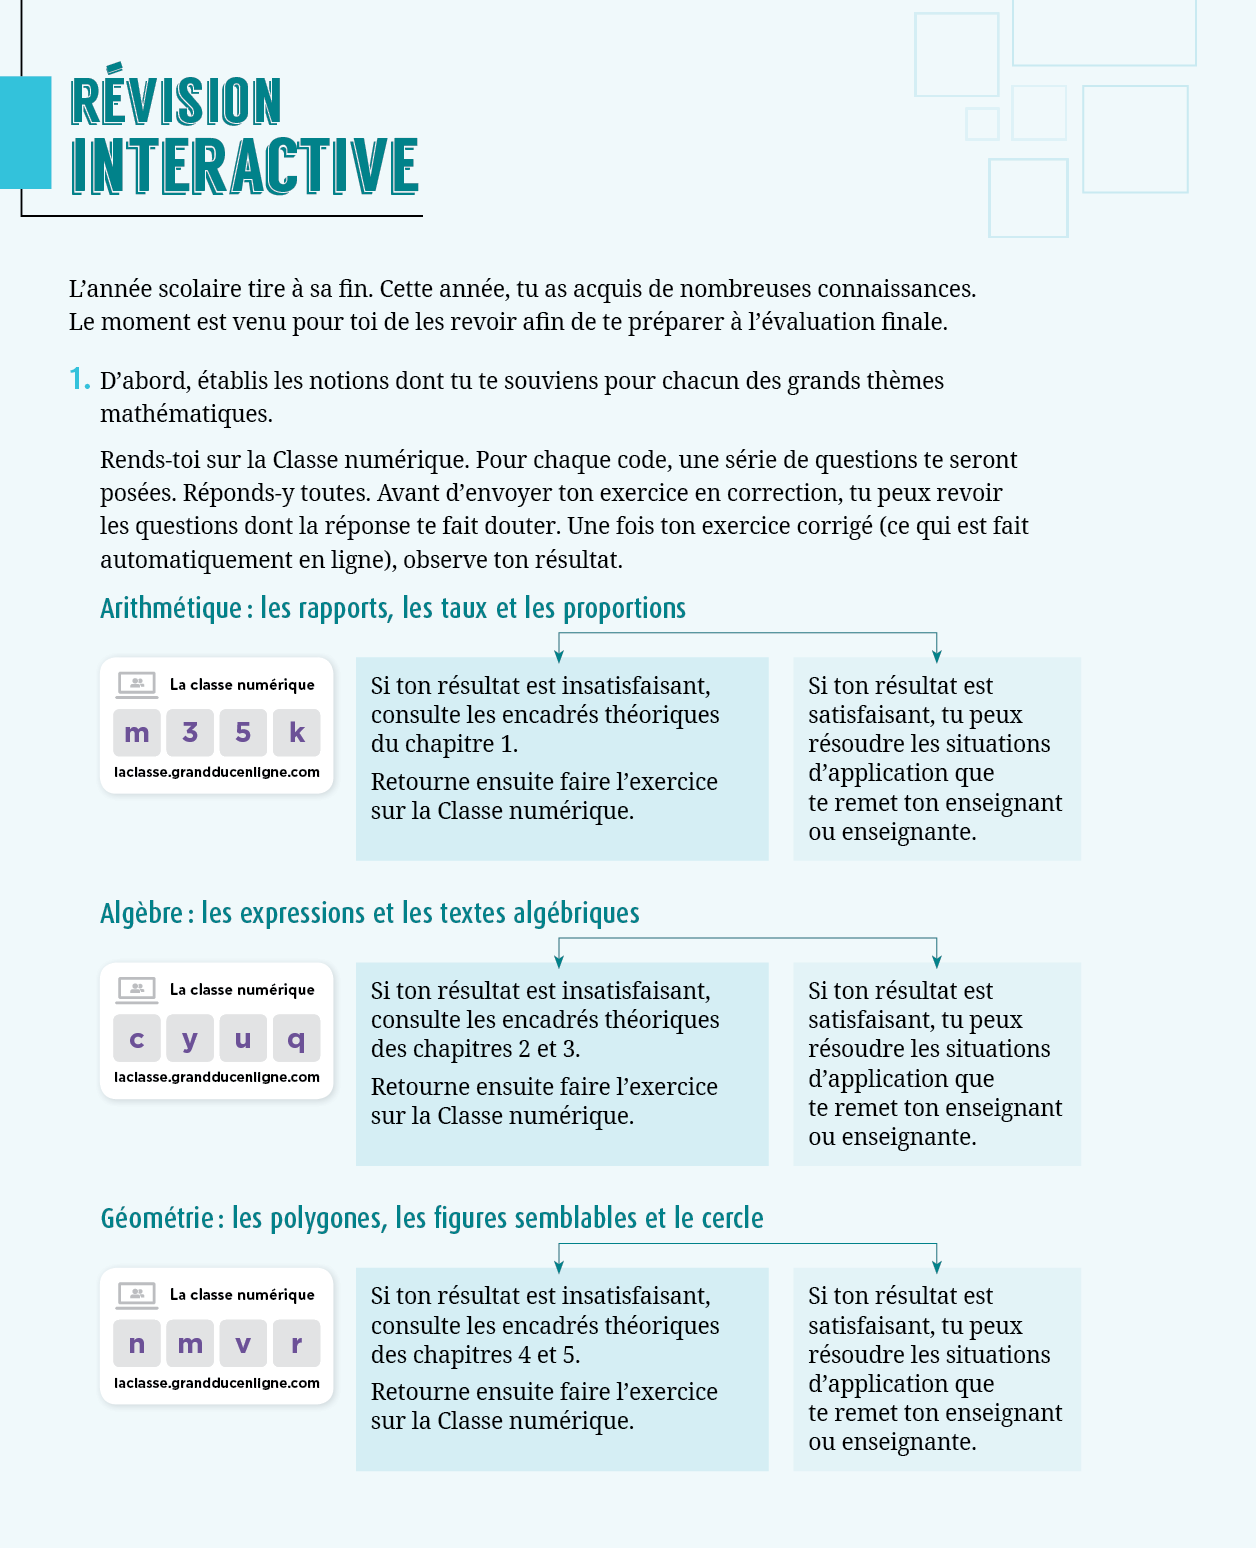 RÉVISION
INTERACTIVE
L’année scolaire tire à sa fin. Cette année, tu as acquis de nombreuses connaissances.
Le moment est venu pour toi de les revoir afin de te préparer à l’évaluation finale.
1. D’abord, établis les notions dont tu te souviens pour chacun des grands thèmes
mathématiques.
Rends-toi sur la Classe numérique. Pour chaque code, une série de questions te seront
posées. Réponds-y toutes. Avant d’envoyer ton exercice en correction, tu peux revoir
les questions dont la réponse te fait douter. Une fois ton exercice corrigé (ce qui est fait
automatiquement en ligne), observe ton résultat.
Arithmétique : les rapports, les taux et les proportions
La classe numérique
m 3 5 k
laclasse.grandducenligne.com
Si ton résultat est insatisfaisant,
consulte les encadrés théoriques
du chapitre 1.
Retourne ensuite faire l’exercice
sur la Classe numérique.
Si ton résultat est
satisfaisant, tu peux
résoudre les situations
d’application que
te remet ton enseignant
ou enseignante.
Algèbre : les expressions et les textes algébriques
La classe numérique
c y u q
laclasse.grandducenligne.com
Si ton résultat est insatisfaisant,
consulte les encadrés théoriques
des chapitres 2 et 3.
Retourne ensuite faire l’exercice
sur la Classe numérique.
Si ton résultat est
satisfaisant, tu peux
résoudre les situations
d’application que
te remet ton enseignant
ou enseignante.
Géométrie : les polygones, les figures semblables et le cercle
La classe numérique
n m v r
laclasse.grandducenligne.com
Si ton résultat est insatisfaisant,
consulte les encadrés théoriques
des chapitres 4 et 5.
Retourne ensuite faire l’exercice
sur la Classe numérique.
Si ton résultat est
satisfaisant, tu peux
résoudre les situations
d’application que
te remet ton enseignant
ou enseignante.